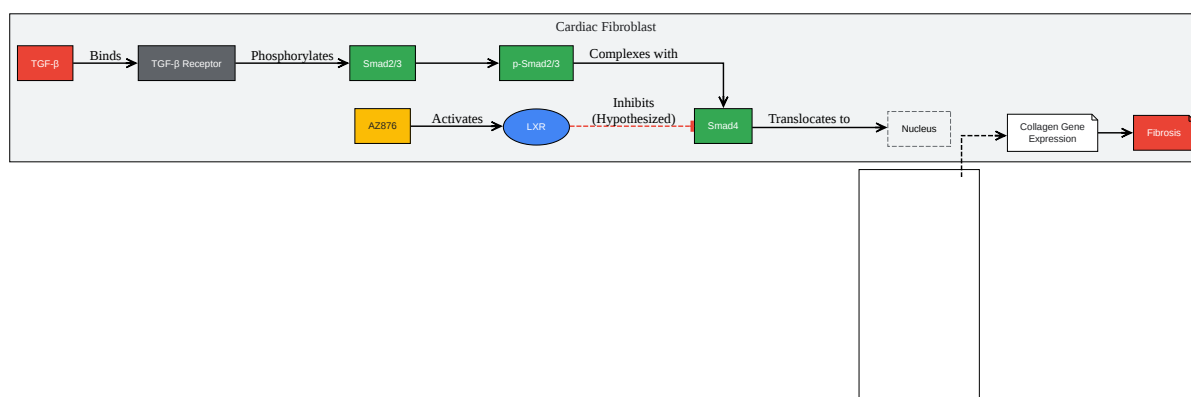 Cardiac Fibroblast
TGF-β
Binds
TGF-β Receptor
Phosphorylates
Smad2/3
p-Smad2/3
Complexes with
AZ876
Activates
LXR
Inhibits
(Hypothesized)
Smad4
Translocates to
Nucleus
Collagen Gene
Expression
Fibrosis